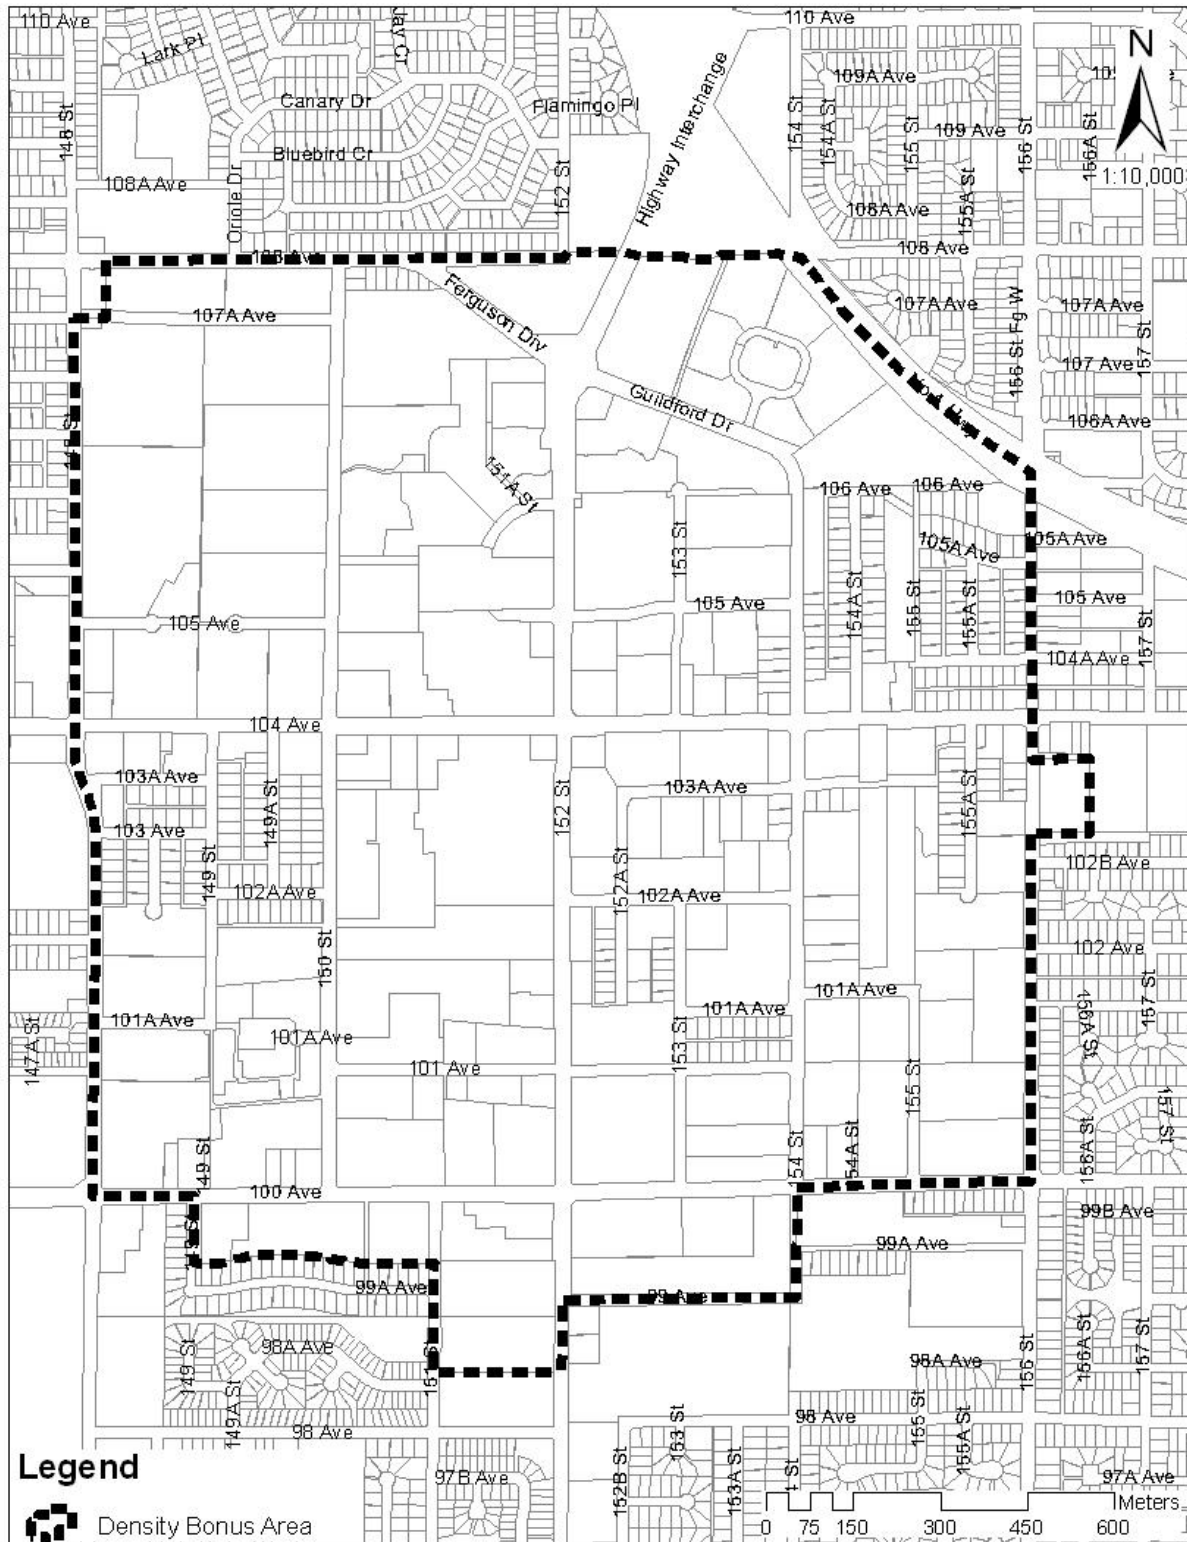 110 Ave
110 Ave
Lark Pl
Jay Cr
N
109A Ave
Canary Dr
Flamingo Pl
Highway Interchange
148 St
154 St
154A St
155 St
109 Ave
156 St
156A St
Bluebird Cr
108A Ave
152 St
1:10,000
Oriole Dr
108A Ave
155A St
108 Ave
108 Ave
Ferguson Div
107A Ave
107A Ave
156 St Fg W
107A Ave
157 St
107 Ave
Guildford Dr
106A Ave
151A St
106 Ave
106 Ave
153 St
105A Ave
105A Ave
105 Ave
105 Ave
105 Ave
154A St
155 St
155A St
157 St
104A Ave
104 Ave
103A Ave
149A St
152 St
103A Ave
155A St
103 Ave
149 St
102A Ave
152A St
102A Ave
102B Ave
102 Ave
150 St
101A Ave
157 St
156A St
101A Ave
101A Ave
101A Ave
147A St
153 St
101 Ave
155 St
157 St
149 St
154 St
54A St
156A St
100 Ave
99B Ave
99A Ave
99A Ave
99 Ave
149 St
98A Ave
151 St
98A Ave
156 St
156A St
157 St
149A St
98 Ave
153 St
98 Ave
155 St
155A St
Legend
97B Ave
152B St
153A St
97A Ave
Meters
Density Bonus Area
0 75 150 300 450 600